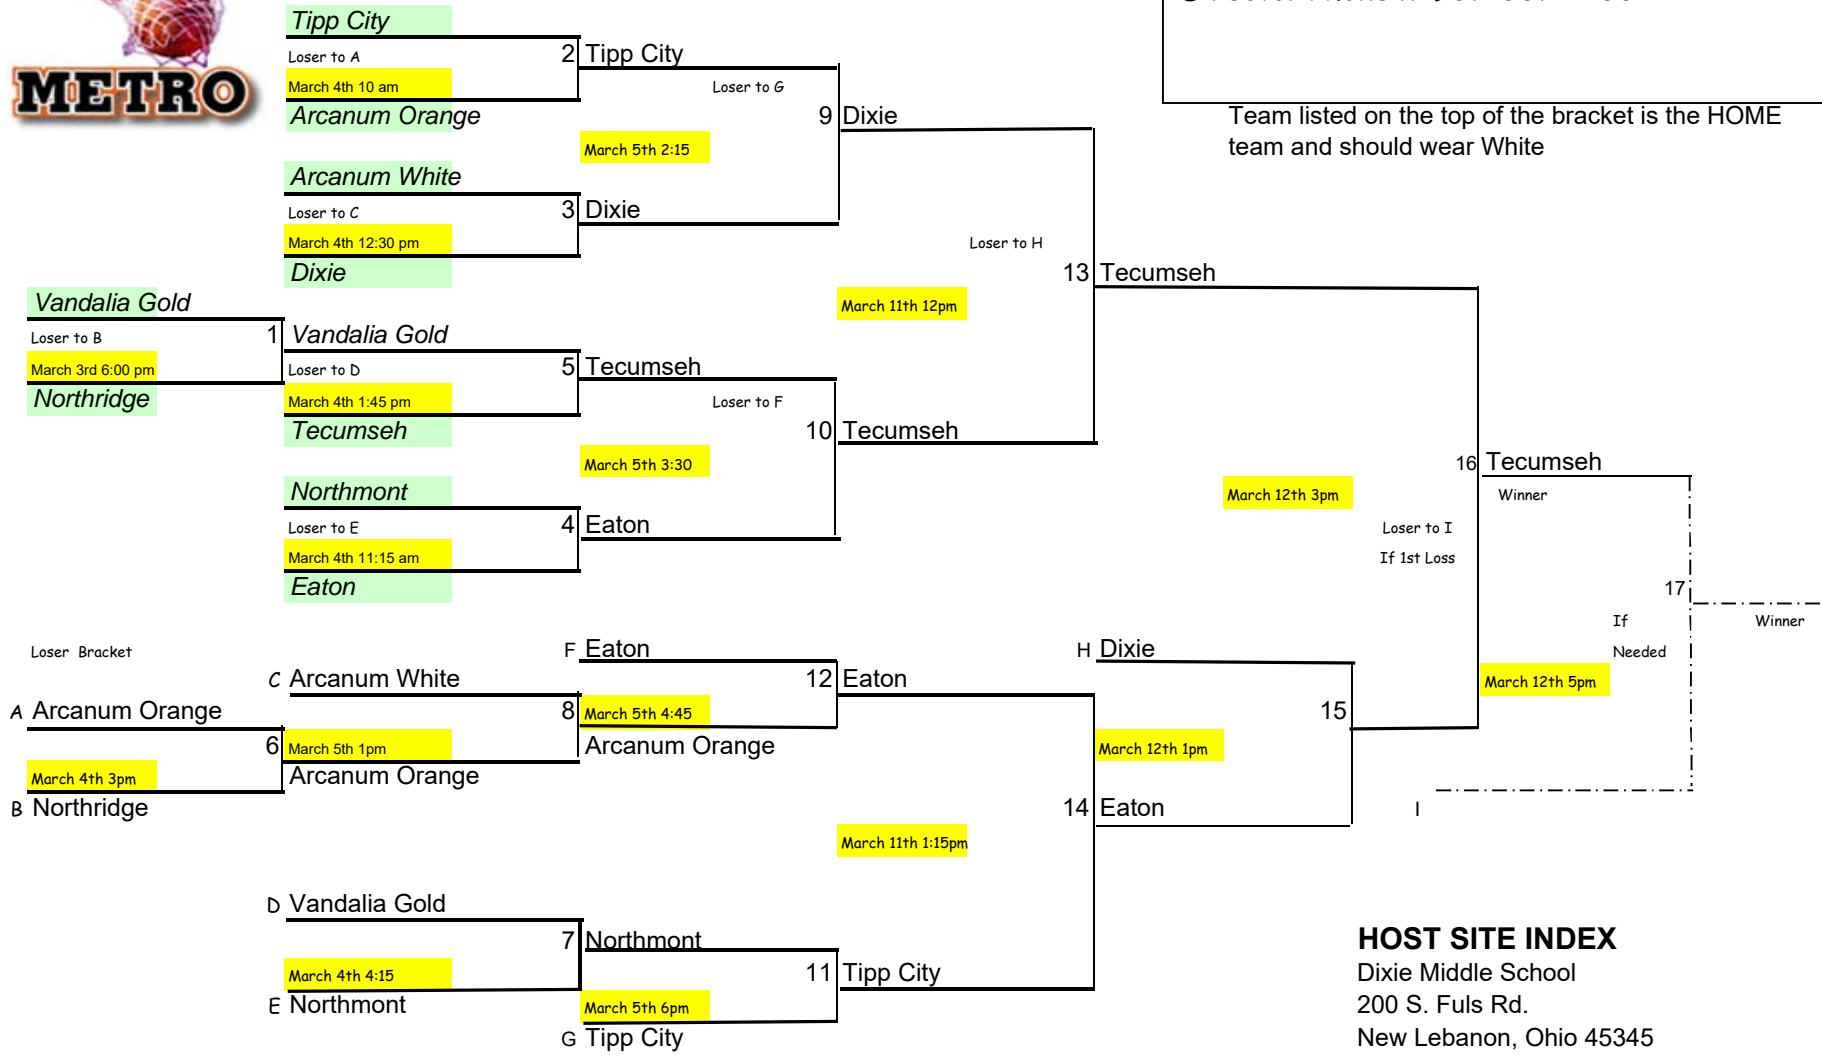 METRO
Tipp City
Loser to A
2 Tipp City
March 4th 10 am
Loser to G
Arcanum Orange
9 Dixie
Team listed on the top of the bracket is the HOME
team and should wear White
March 5th 2:15
Arcanum White
Loser to C
3 Dixie
March 4th 12:30 pm
Loser to H
Dixie
13 Tecumseh
Vandalia Gold
March 11th 12pm
Loser to B
1 Vandalia Gold
March 3rd 6:00 pm
Loser to D
5 Tecumseh
Northridge
March 4th 1:45 pm
Loser to F
Tecumseh
10 Tecumseh
March 5th 3:30
16 Tecumseh
Northmont
March 12th 3pm
Winner
Loser to E
4 Eaton
Loser to I
March 4th 11:15 am
If 1st Loss
Eaton
17
If
Winner
Loser Bracket
F Eaton
H Dixie
Needed
C Arcanum White
12 Eaton
March 12th 5pm
A Arcanum Orange
8 March 5th 4:45
15
6 March 5th 1pm
Arcanum Orange
March 12th 1pm
March 4th 3pm
Arcanum Orange
B Northridge
14 Eaton
I
March 11th 1:15pm
D Vandalia Gold
7 Northmont
HOST SITE INDEX
March 4th 4:15
11 Tipp City
Dixie Middle School
E Northmont
March 5th 6pm
200 S. Fuls Rd.
G Tipp City
New Lebanon, Ohio 45345